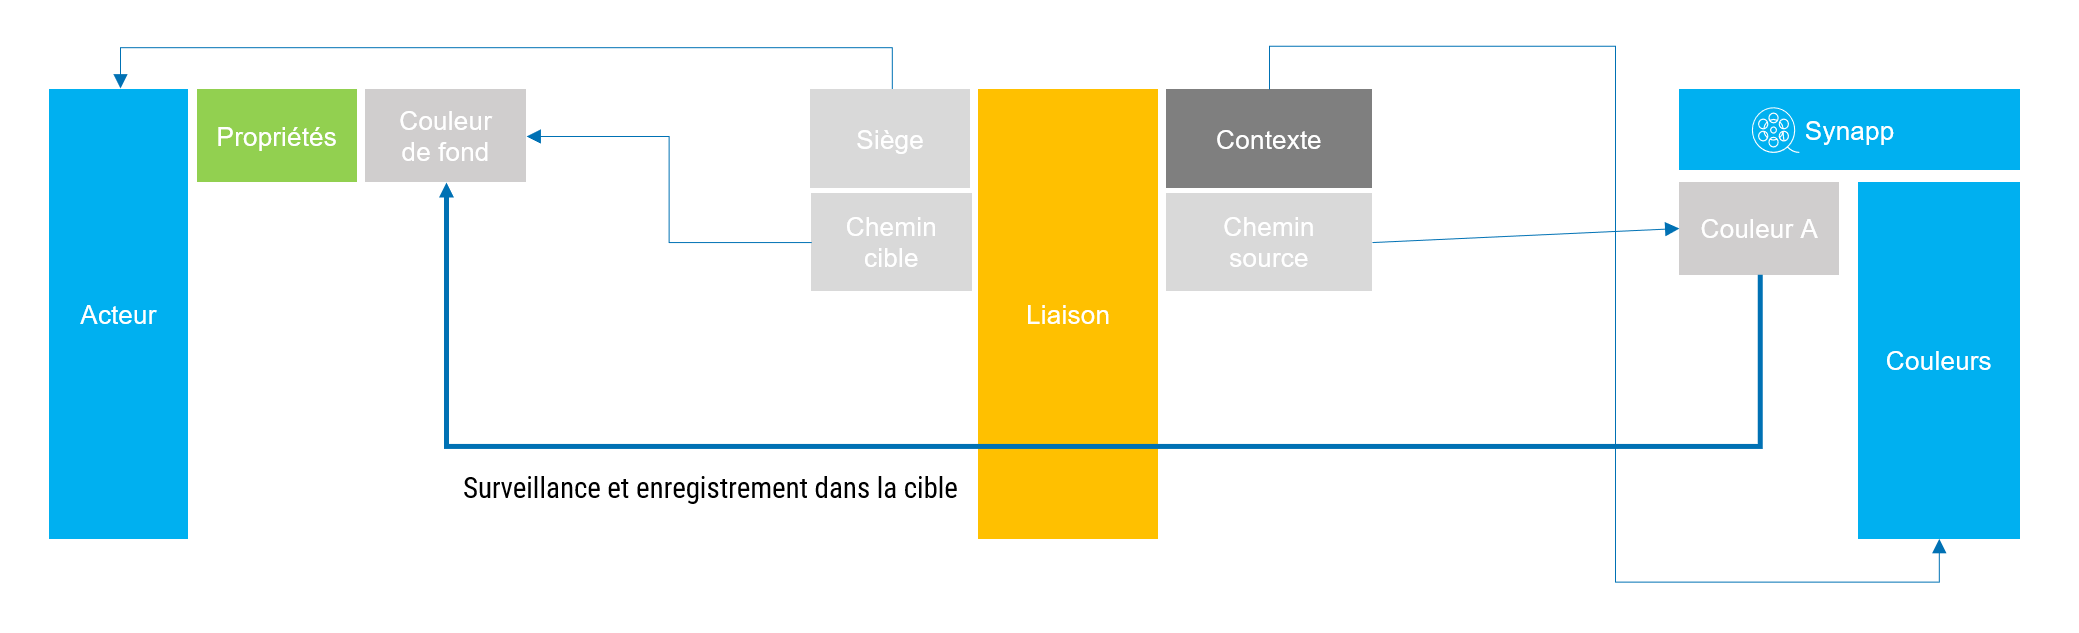 Acteur
Propriétés
Couleur
de fond
Siège
Chemin
cible
Liaison
Contexte
Chemin
source
Synapp
Couleur A
Couleurs
Surveillance et enregistrement dans la cible